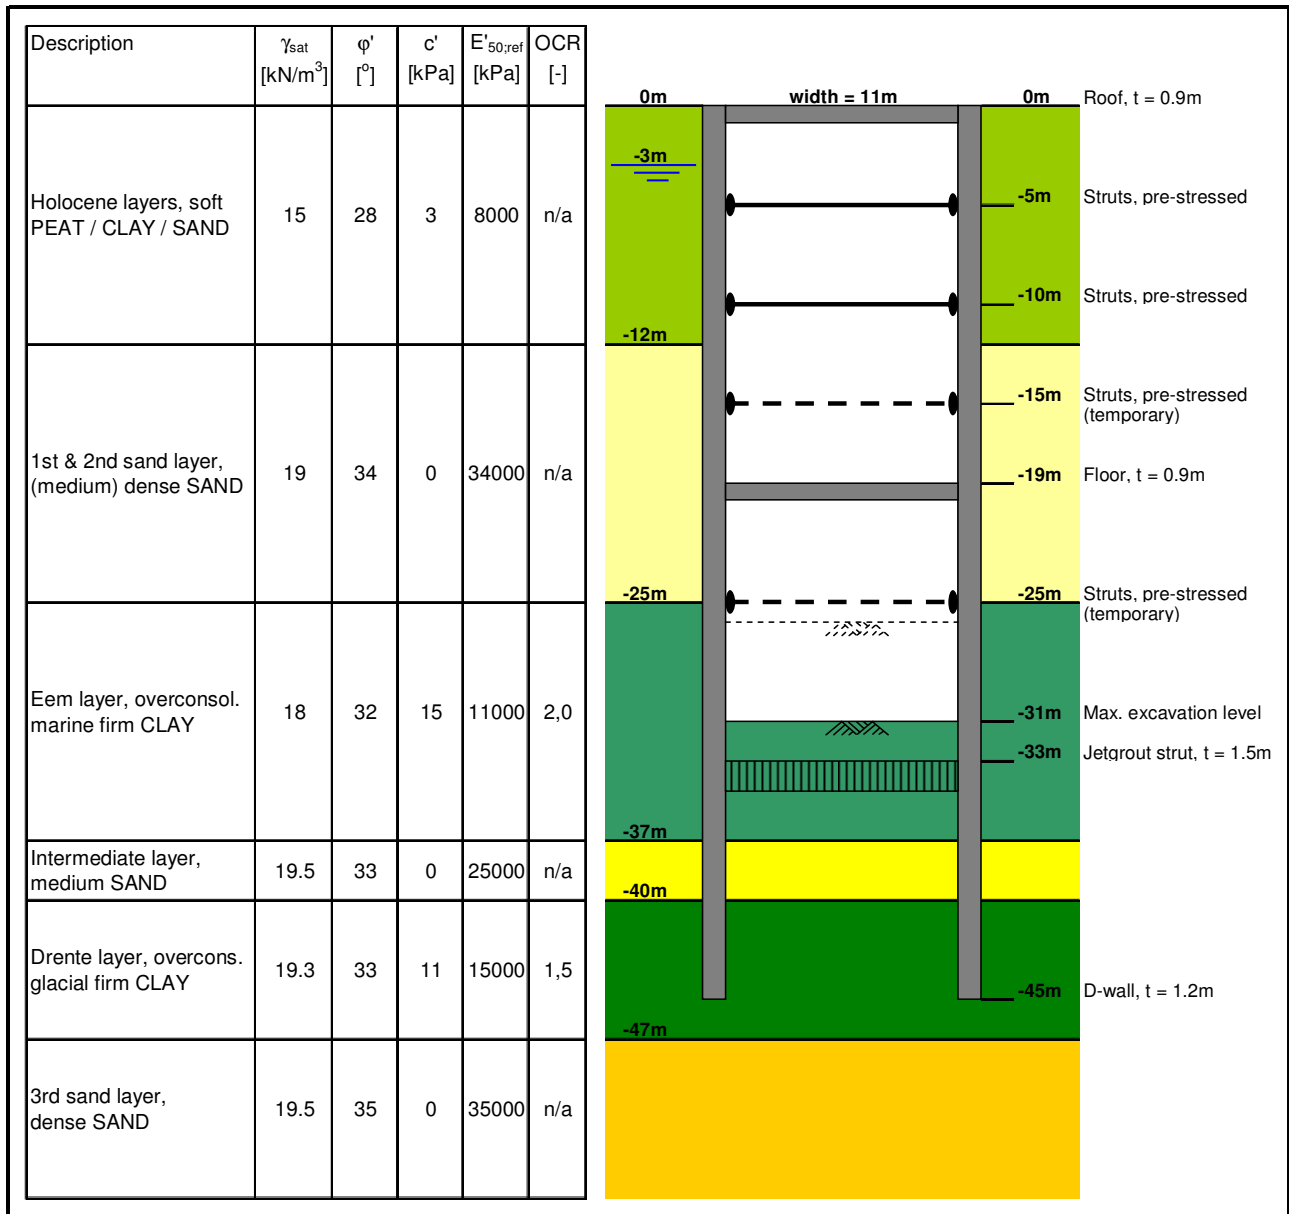 Description γsat φ' c' E'50;ref OCR
[kN/m3] [o] [kPa] [kPa] [-]
0m width = 11m 0m Roof, t = 0.9m
-3m
Holocene layers, soft
PEAT / CLAY / SAND
15 28 3 8000 n/a
-5m Struts, pre-stressed
-10m Struts, pre-stressed
-12m
-15m Struts, pre-stressed
(temporary)
1st & 2nd sand layer,
(medium) dense SAND
19 34 0 34000 n/a
-19m Floor, t = 0.9m
-25m -25m Struts, pre-stressed
(temporary)
Eem layer, overconsol.
marine firm CLAY
18 32 15 11000 2,0
-31m Max. excavation level
-33m Jetgrout strut, t = 1.5m
-37m
Intermediate layer,
medium SAND
19.5 33 0 25000 n/a
-40m
Drente layer, overcons.
glacial firm CLAY
19.3 33 11 15000 1,5
-45m D-wall, t = 1.2m
-47m
3rd sand layer,
dense SAND
19.5 35 0 35000 n/a